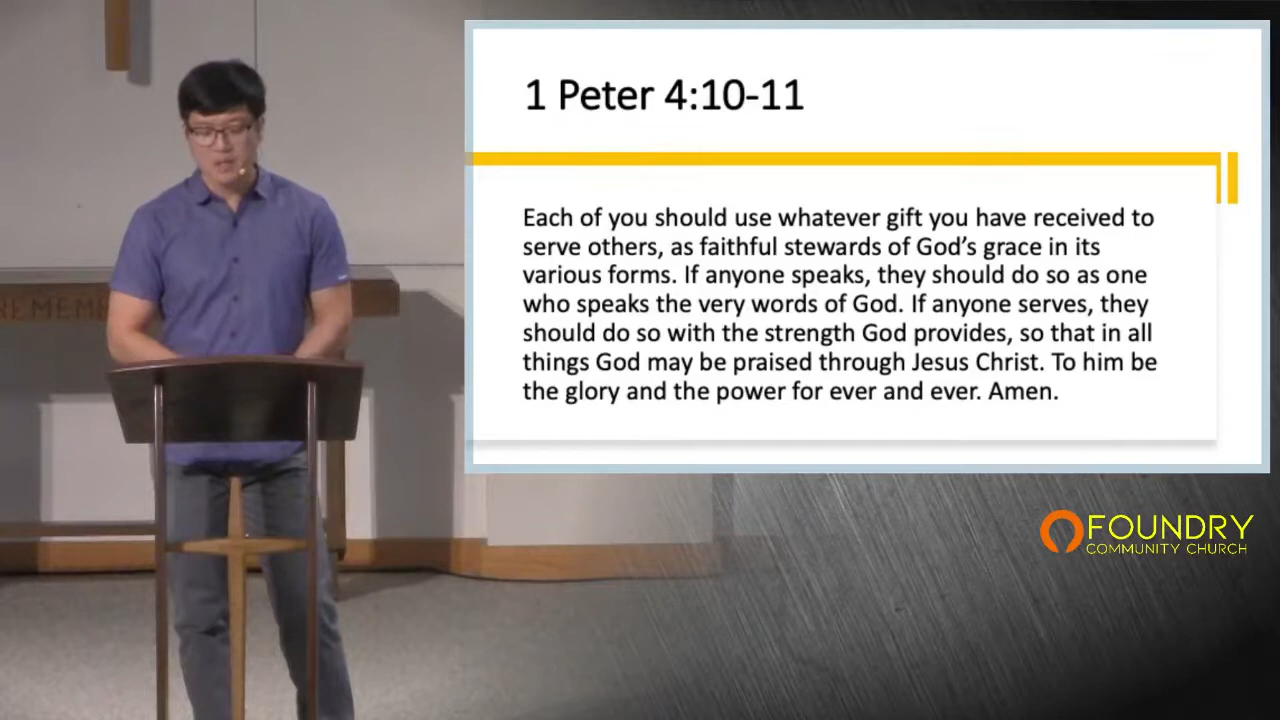 1 Peter 4:10-11
Each of you should use whatever gift you have received to
serve others, as faithful stewards of God’s grace in its
various forms. If anyone speaks, they should do so as one
who speaks the very words of God. If anyone serves, they
should do so with the strength God provides, so that in all
things God may be praised through Jesus Christ. To him be
the glory and the power for ever and ever. Amen.
FOUNDRY
COMMUNITY CHURCH